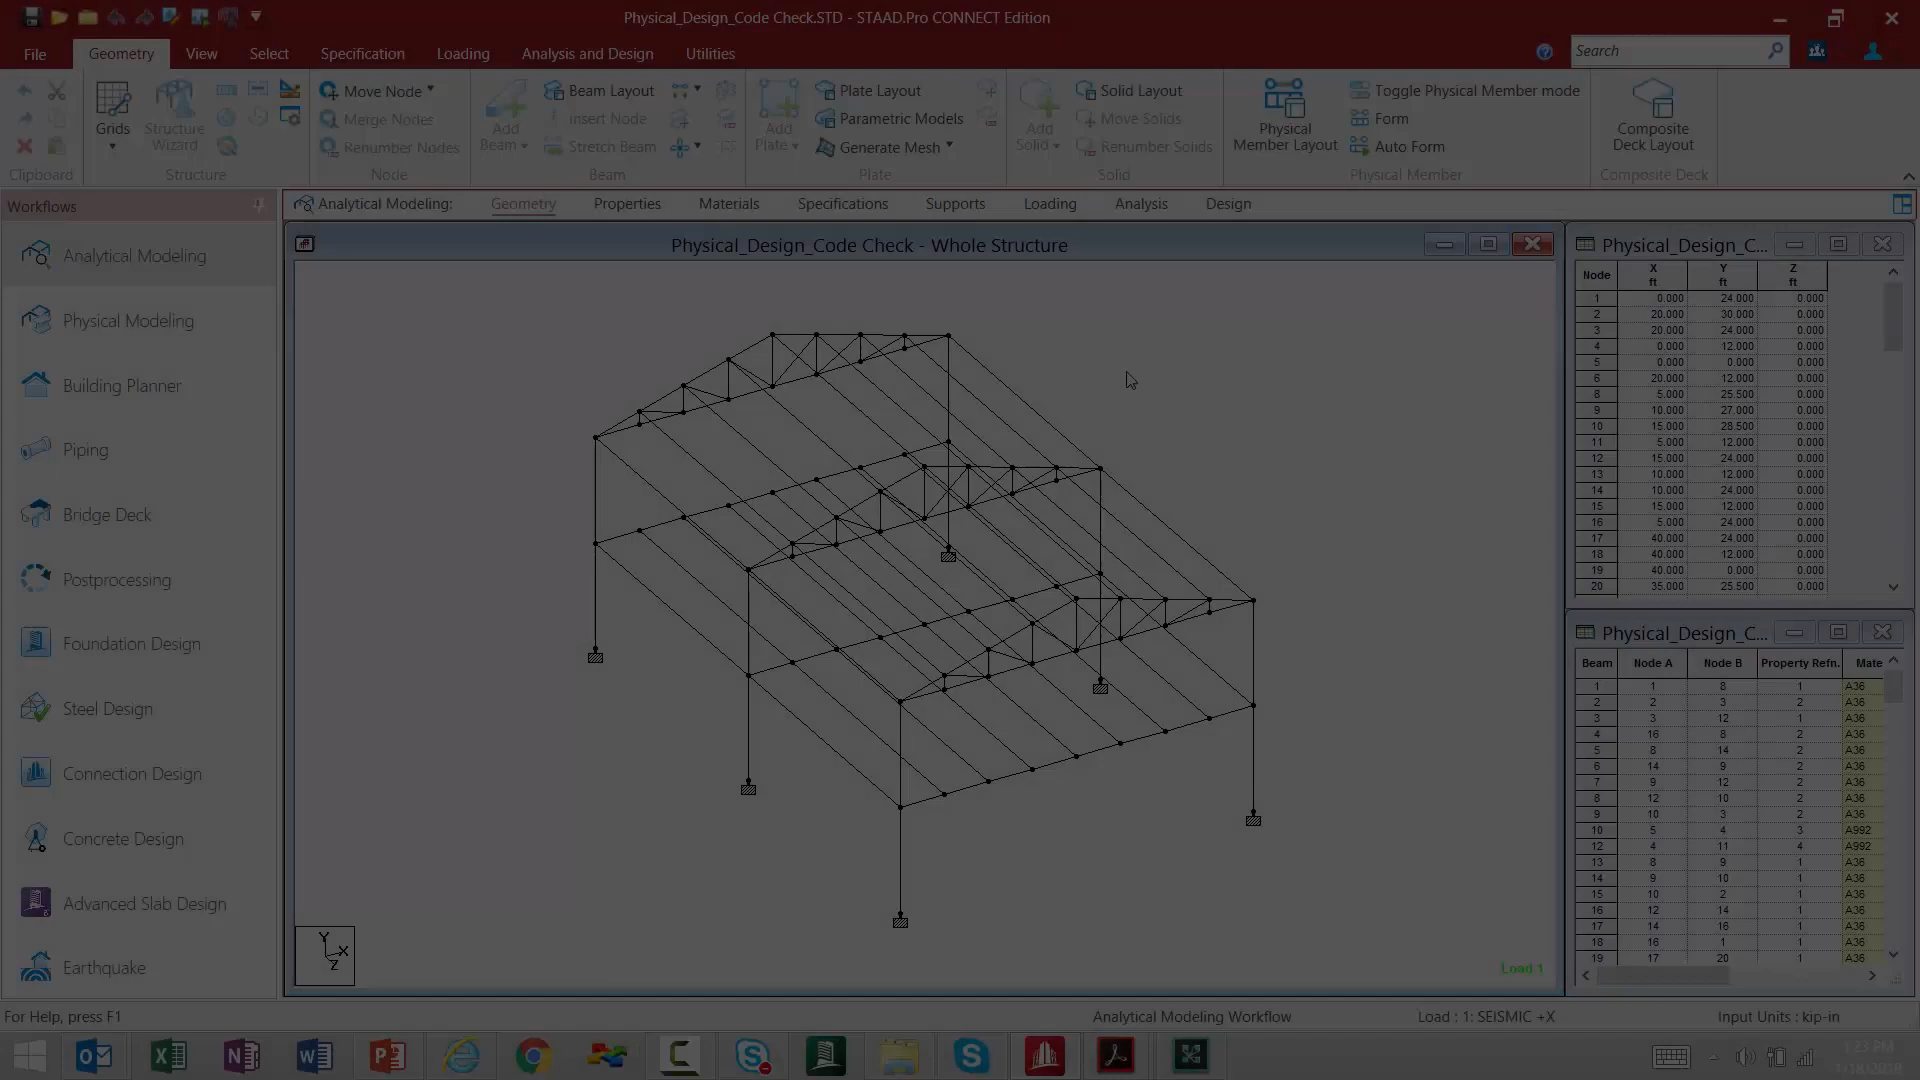 Physical_Design_Code Check.STD - STAAD.Pro CONNECT Edition
File
Geometry
View
Select
Specification
Loading
Analysis and Design
Utilities
Search
Grids
Structure Wizard
Move Node
Merge Nodes
Renumber Nodes
Add Beam
Beam Layout
Insert Node
Stretch Beam
Add Plate
Plate Layout
Parametric Models
Generate Mesh
Add Solid
Solid Layout
Move Solids
Renumber Solids
Physical Member Layout
Toggle Physical Member mode
Form
Auto Form
Composite Deck Layout
Clipboard
Structure
Node
Beam
Plate
Solid
Physical Member
Composite Deck
Workflows
Analytical Modeling
Physical Modeling
Building Planner
Piping
Bridge Deck
Postprocessing
Foundation Design
Steel Design
Connection Design
Concrete Design
Advanced Slab Design
Earthquake
Analytical Modeling:
Geometry
Properties
Materials
Specifications
Supports
Loading
Analysis
Design
Physical_Design_Code Check - Whole Structure
Y
X
Z
Load 1
Physical_Design_C...
Node X ft Y ft Z ft
1 0.000 24.000 0.000
2 20.000 30.000 0.000
3 20.000 24.000 0.000
4 0.000 12.000 0.000
5 0.000 0.000 0.000
6 20.000 12.000 0.000
8 5.000 25.500 0.000
9 10.000 27.000 0.000
10 15.000 28.500 0.000
11 5.000 12.000 0.000
12 15.000 24.000 0.000
13 10.000 12.000 0.000
14 10.000 24.000 0.000
15 15.000 12.000 0.000
16 5.000 24.000 0.000
17 40.000 24.000 0.000
18 40.000 12.000 0.000
19 40.000 0.000 0.000
20 35.000 25.500 0.000
Physical_Design_C...
Beam Node A Node B Property Refn. Mate
1 1 8 1 A36
2 2 3 2 A36
3 3 12 1 A36
4 16 8 2 A36
5 8 14 2 A36
6 14 9 2 A36
7 9 12 2 A36
8 12 10 2 A36
9 10 3 2 A36
10 5 4 3 A992
12 4 11 4 A992
13 8 9 1 A36
14 9 10 1 A36
15 10 2 1 A36
16 12 14 1 A36
17 14 16 1 A36
18 16 1 1 A36
19 17 20 1 A36
For Help, press F1
Analytical Modeling Workflow
Load : 1: SEISMIC +X
Input Units : kip-in
1:23 PM